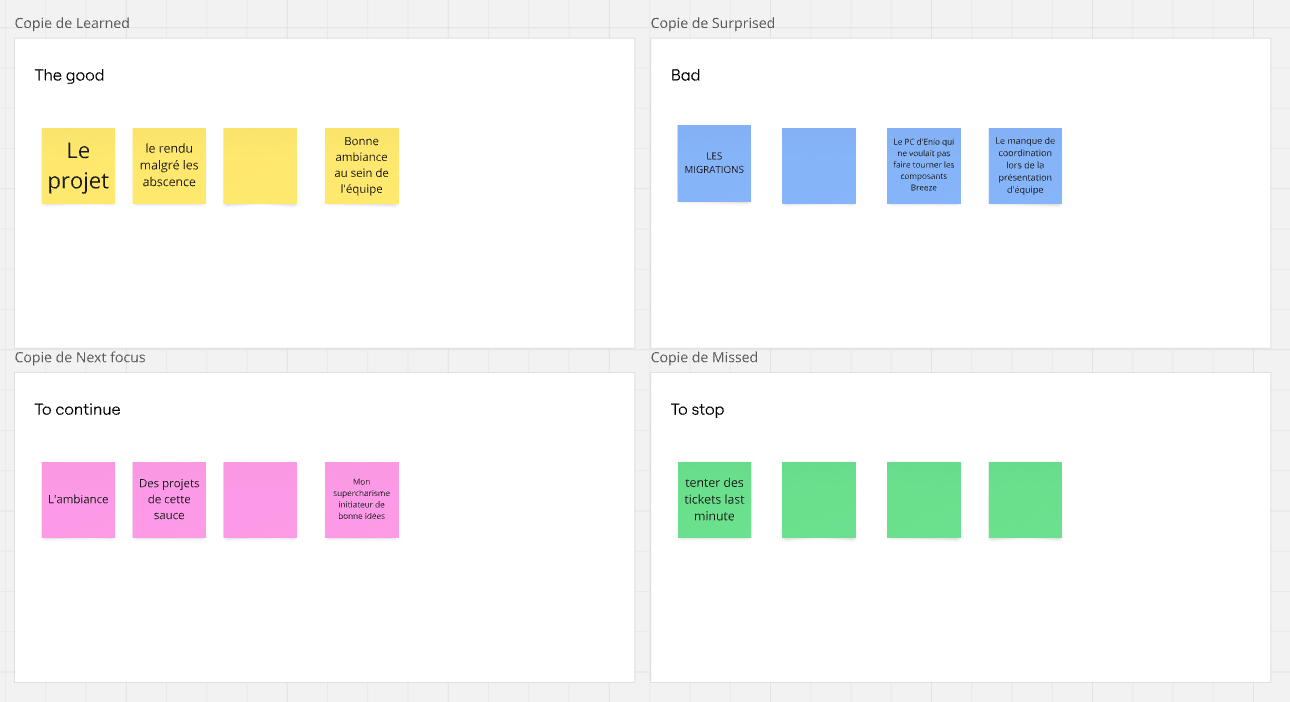 Copie de Learned
The good
Le
projet
le rendu
malgré les
abscence
Bonne
ambiance
au sein de
l'équipe
Copie de Surprised
Bad
LES
MIGRATIONS
Le PC d'Enio qui
ne voulait pas
faire tourner les
composants
Breeze
Le manque de
coordination
lors de la
présentation
d'équipe
Copie de Next focus
To continue
L'ambiance
Des projets
de cette
sauce
Mon
supercharisme
initiateur de
bonne idées
Copie de Missed
To stop
tenter des
tickets last
minute